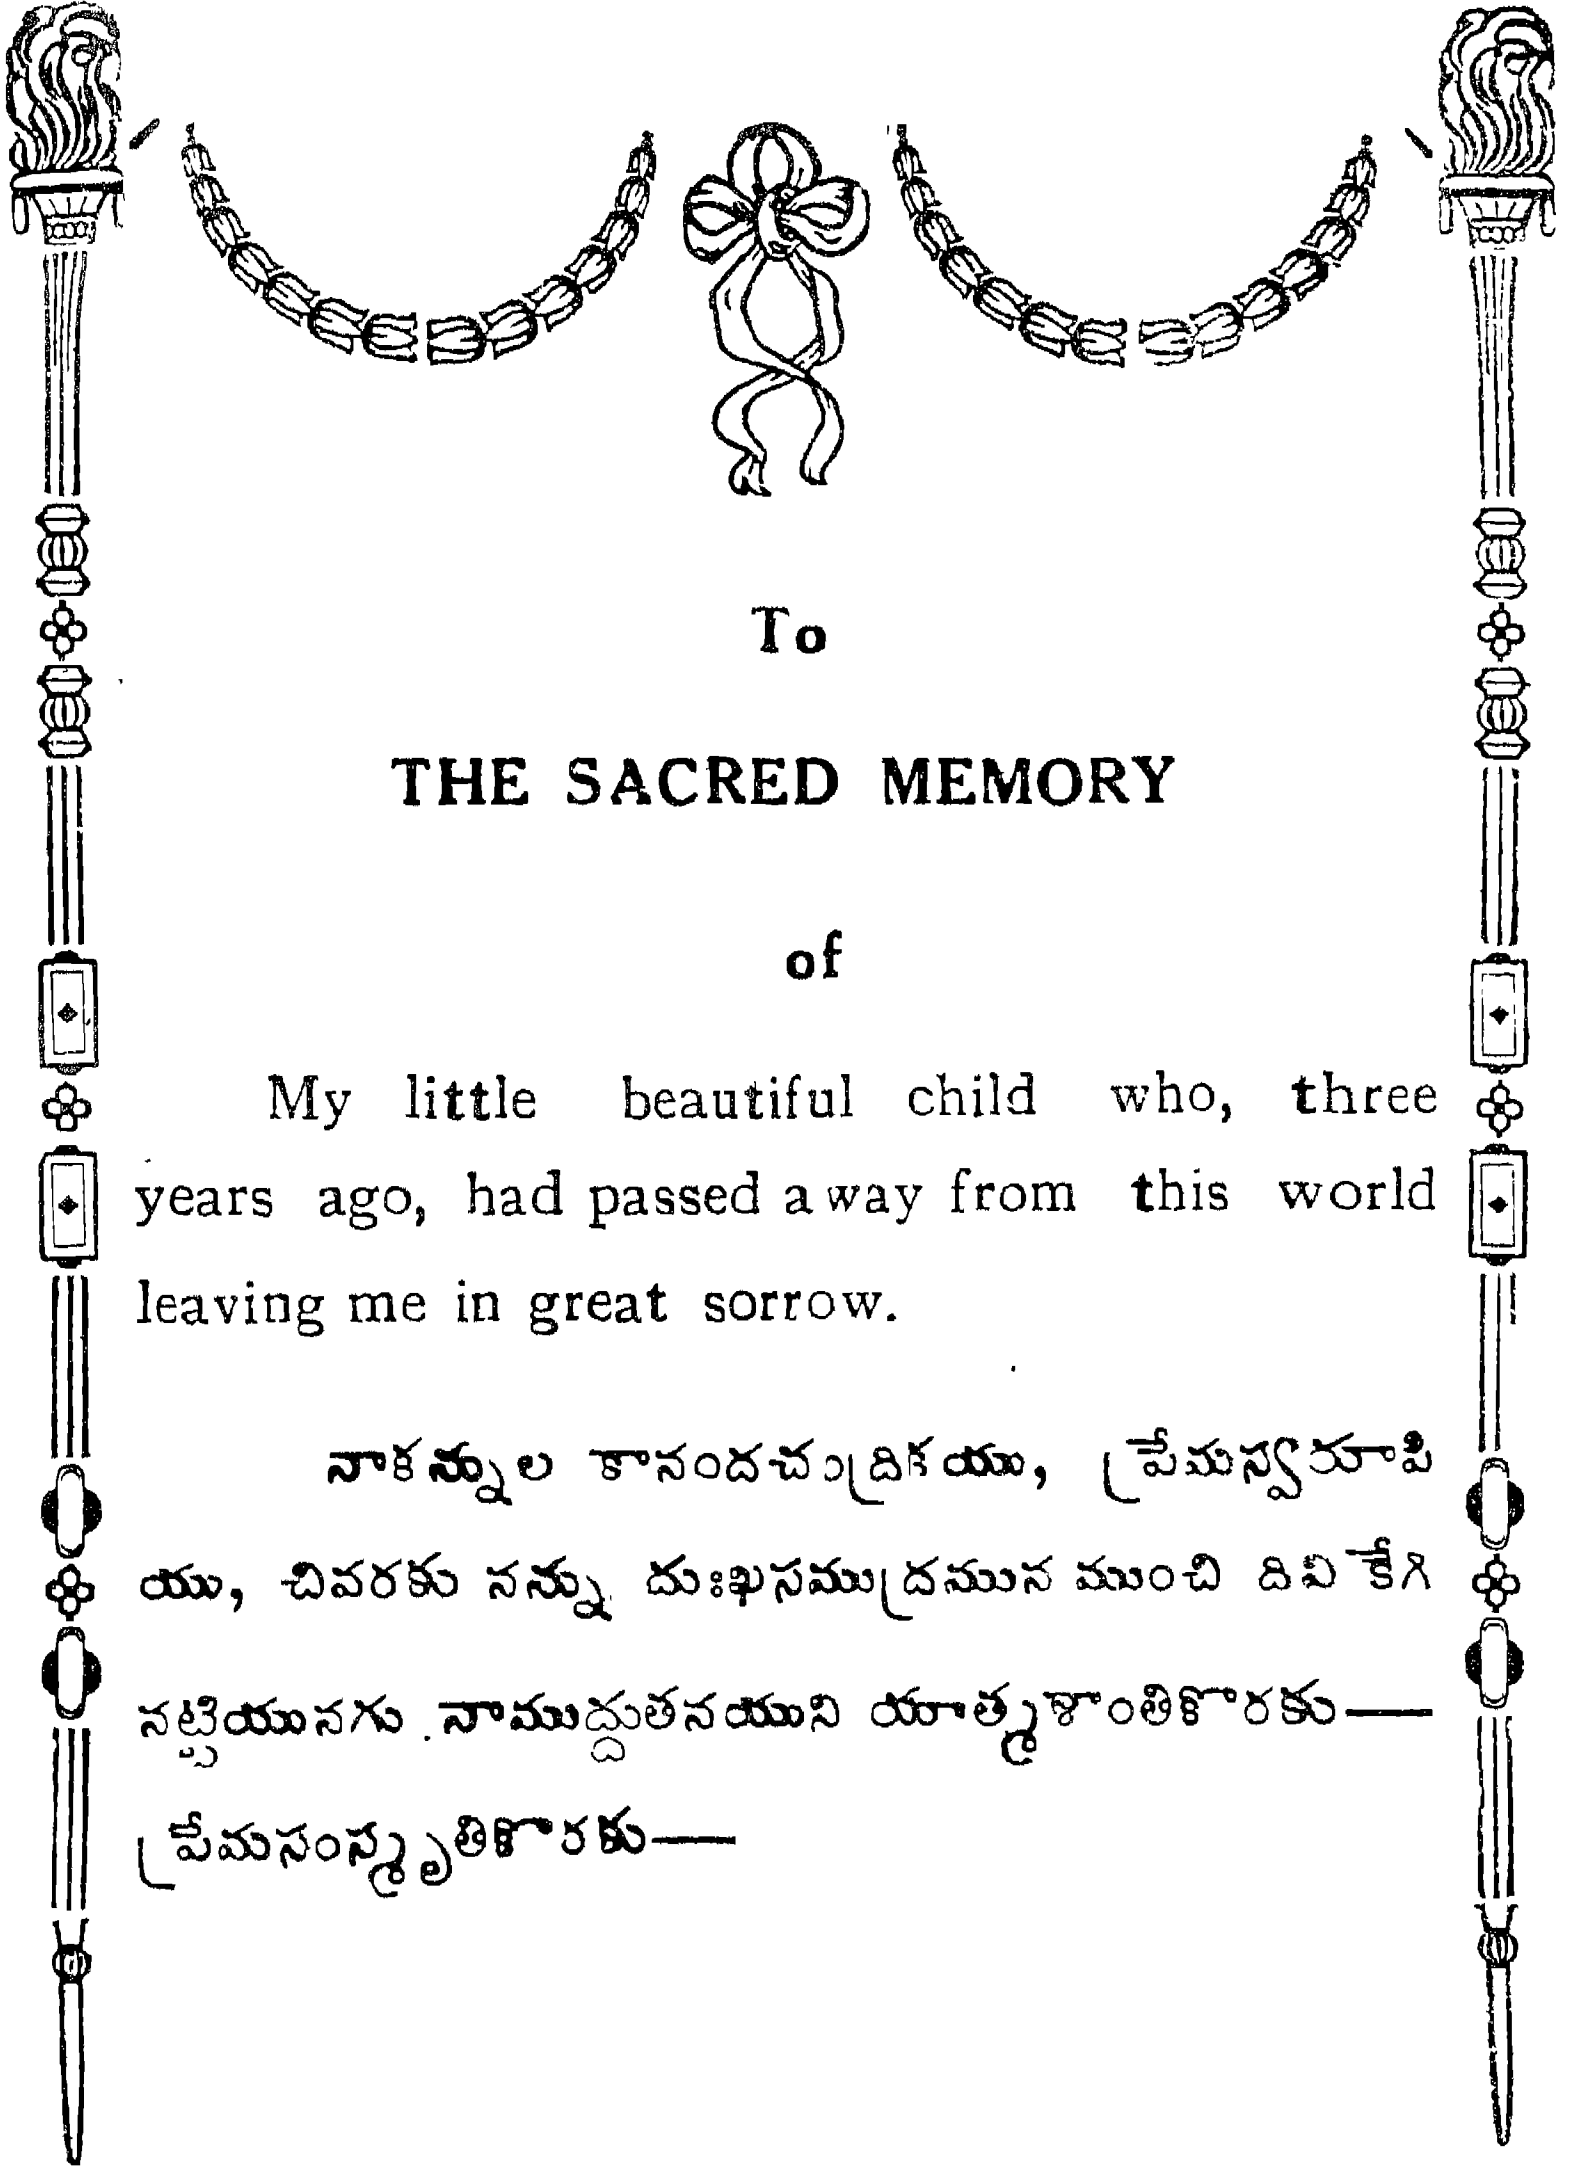 To
THE SACRED MEMORY
of
My little beautiful child who, three
years ago, had passed away from this world
leaving me in great sorrow.
నాకన్నుల కానందచంద్రికయు, ప్రేమస్వరూపి
యు, చివరకు నన్ను దుఃఖసముద్రమున ముంచి దివి కేగి
నట్టియునగు నాముద్దుతనయుని యాత్మశాంతికొరకు—
ప్రేమసంస్మృతికొరకు—